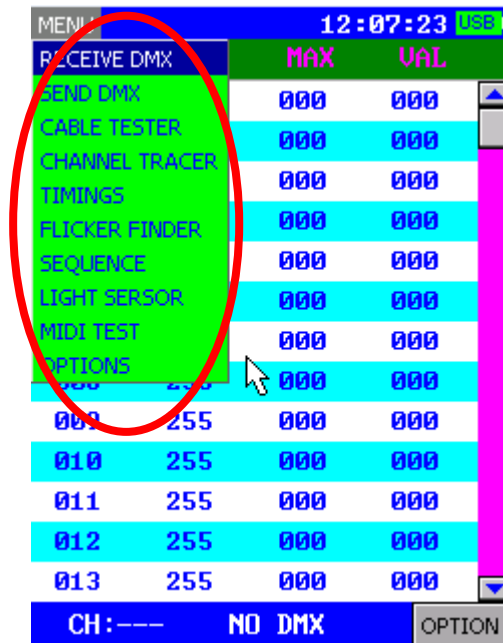 MENU 12:07:23 USB
RECEIVE DMX MAX VAL
SEND DMX 000 000
CABLE TESTER 000 000
CHANNEL TRACER 000 000
TIMINGS
FLICKER FINDER 000 000
SEQUENCE 000 000
LIGHT SERSOR 000 000
MIDI TEST 000 000
OPTIONS
000 000
009 255 000 000
010 255 000 000
011 255 000 000
012 255 000 000
013 255 000 000
CH:--- NO DMX OPTION